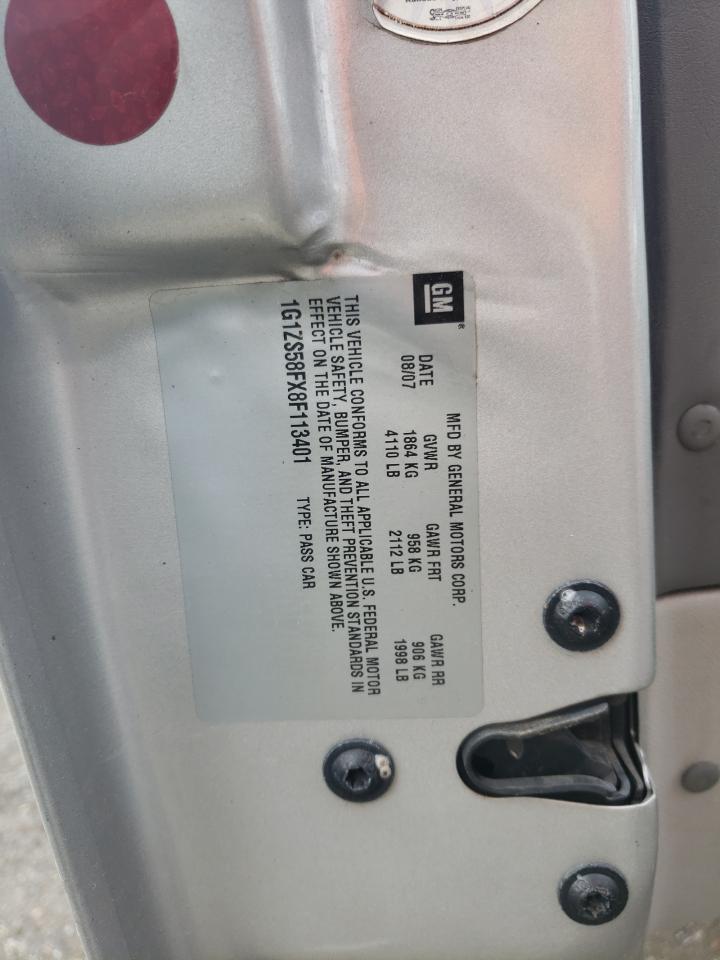 GM
®
MFD BY GENERAL MOTORS CORP.
DATE GVWR GAWR FRT GAWR RR
08/07 1864 KG 958 KG 906 KG
4110 LB 2112 LB 1998 LB
THIS VEHICLE CONFORMS TO ALL APPLICABLE U.S. FEDERAL MOTOR
VEHICLE SAFETY, BUMPER, AND THEFT PREVENTION STANDARDS IN
EFFECT ON THE DATE OF MANUFACTURE SHOWN ABOVE.
1G1ZS58FX8F113401 TYPE: PASS CAR